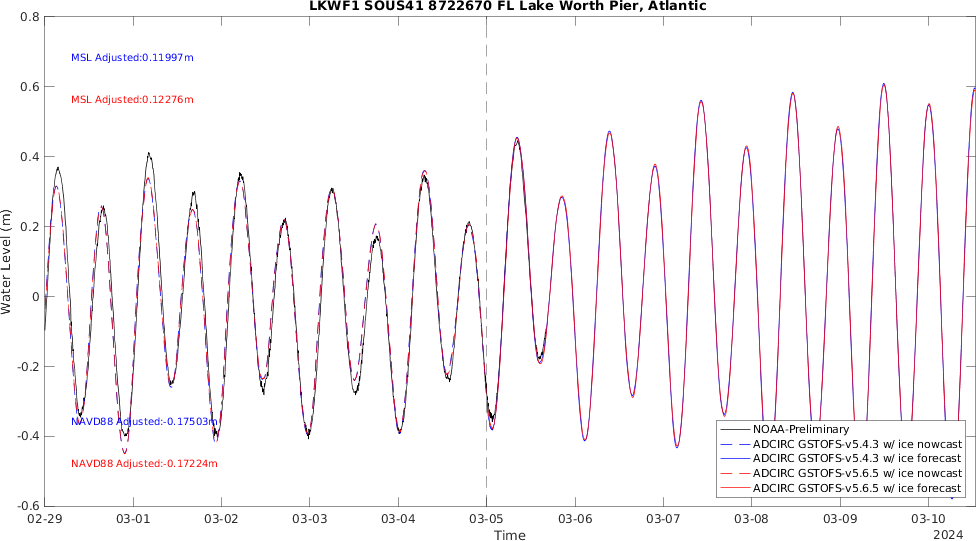 LKWF1 SOUS41 8722670 FL Lake Worth Pier, Atlantic
0.8
0.6
0.4
0.2
0
-0.2
-0.4
-0.6
Water Level (m)
MSL Adjusted:0.11997m
MSL Adjusted:0.12276m
NAVD88 Adjusted:-0.17503m
NAVD88 Adjusted:-0.17224m
NOAA-Preliminary
ADCIRC GSTOFS-v5.4.3 w/ ice nowcast
ADCIRC GSTOFS-v5.4.3 w/ ice forecast
ADCIRC GSTOFS-v5.6.5 w/ ice nowcast
ADCIRC GSTOFS-v5.6.5 w/ ice forecast
02-29 03-01 03-02 03-03 03-04 03-05 03-06 03-07 03-08 03-09 03-10
Time
2024